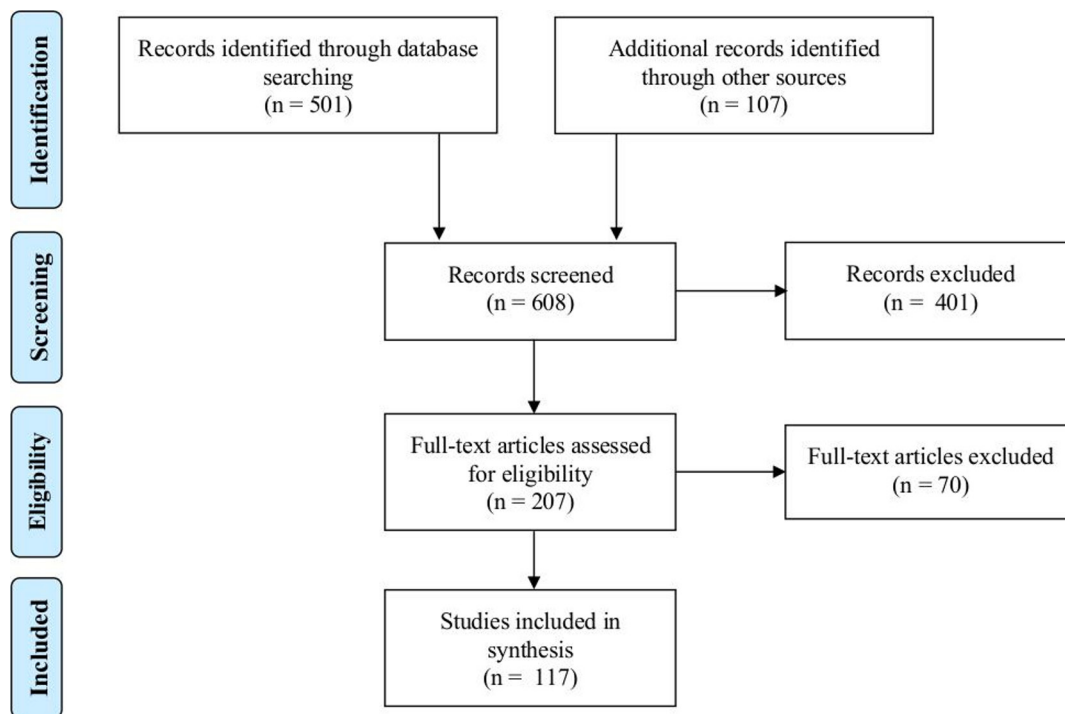 Identification
Records identified through database
searching
(n = 501)
Additional records identified
through other sources
(n = 107)
Screening
Records screened
(n = 608)
Records excluded
(n = 401)
Eligibility
Full-text articles assessed
for eligibility
(n = 207)
Full-text articles excluded
(n = 70)
Included
Studies included in
synthesis
(n = 117)